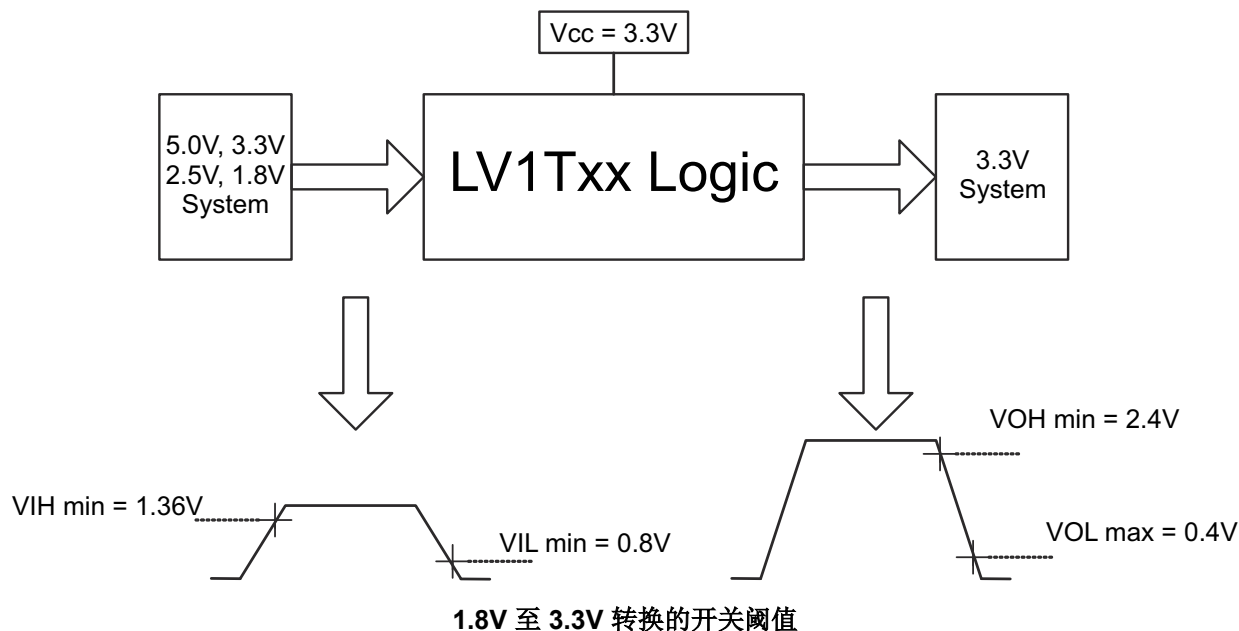 Vcc = 3.3V
5.0V, 3.3V
2.5V, 1.8V
System
LV1Txx Logic
3.3V
System
VIH min = 1.36V
VIL min = 0.8V
VOH min = 2.4V
VOL max = 0.4V
1.8V 至 3.3V 转换的开关阈值